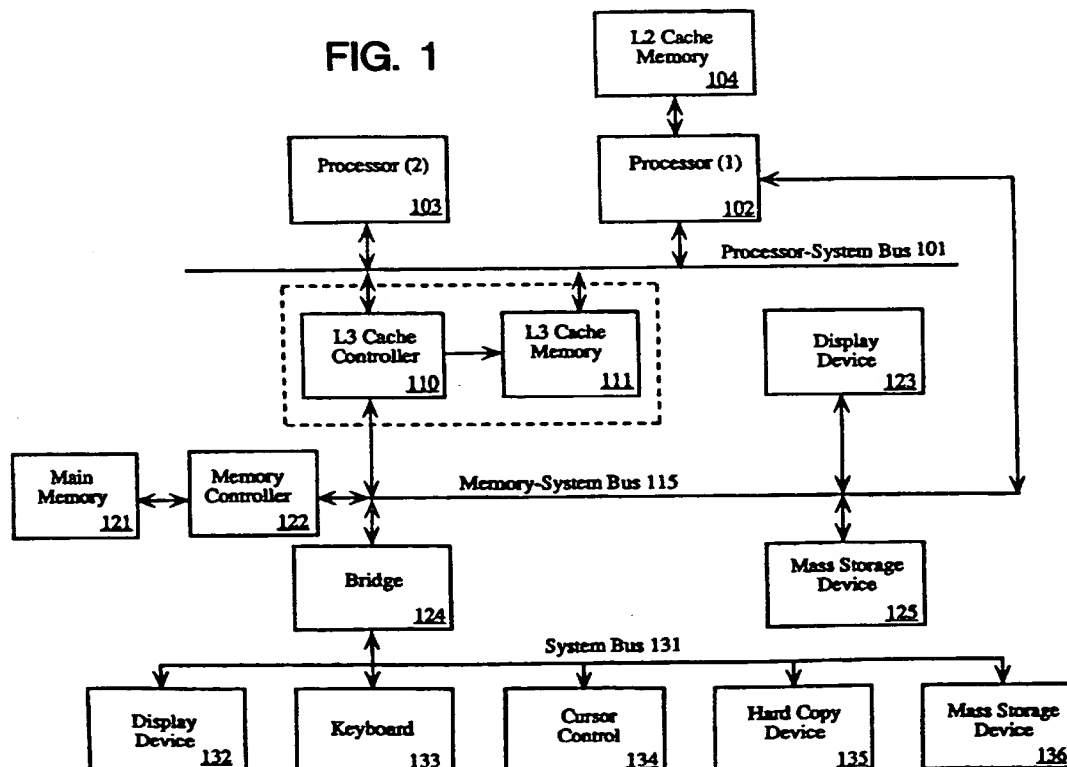 FIG. 1
L2 Cache
Memory
104
Processor (2)
103
Processor (1)
102
Processor-System Bus 101
L3 Cache
Controller
110
L3 Cache
Memory
111
Display
Device
123
Main
Memory
121
Memory
Controller
122
Memory-System Bus 115
Bridge
124
Mass Storage
Device
125
System Bus 131
Display
Device
132
Keyboard
133
Cursor
Control
134
Hard Copy
Device
135
Mass Storage
Device
136